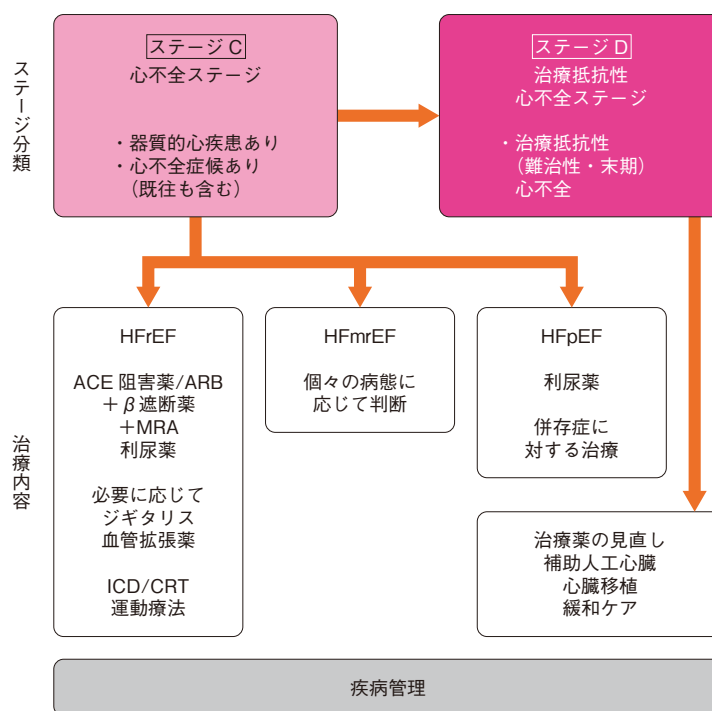 ステージ分類
ステージ C
心不全ステージ
・器質的心疾患あり
・心不全症候あり
（既往も含む）
ステージ D
治療抵抗性
心不全ステージ
・治療抵抗性
（難治性・末期）
心不全
治療内容
HFrEF
ACE 阻害薬/ARB
＋β遮断薬
＋MRA
利尿薬
必要に応じて
ジギタリス
血管拡張薬
ICD/CRT
運動療法
HFmrEF
個々の病態に
応じて判断
HFpEF
利尿薬
併存症に
対する治療
治療薬の見直し
補助人工心臓
心臓移植
緩和ケア
疾病管理